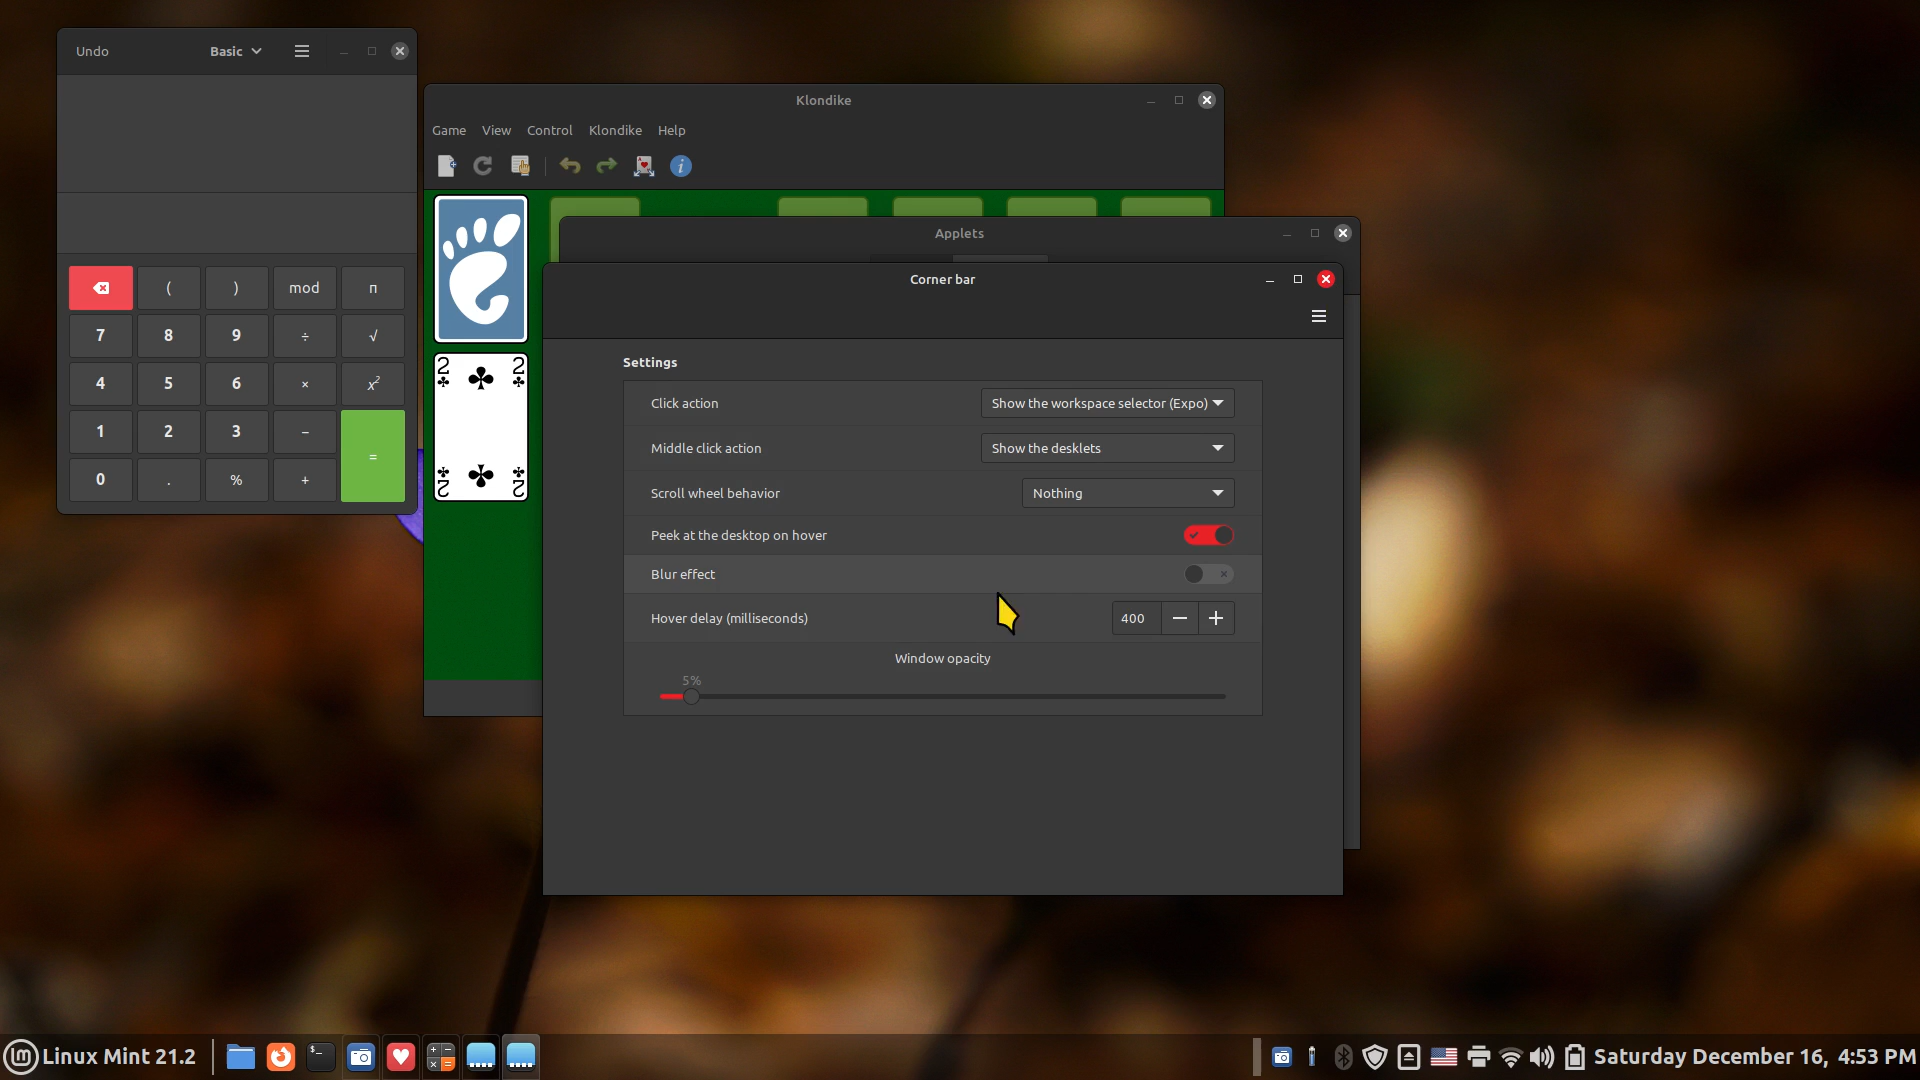 Undo
Basic
( ) mod π
7 8 9 ÷ √
4 5 6 × x²
1 2 3 −
=
0 . % +
Klondike
Game View Control Klondike Help
2 2
2 2
Applets
Corner bar
Settings
Click action Show the workspace selector (Expo)
Middle click action Show the desklets
Scroll wheel behavior Nothing
Peek at the desktop on hover
Blur effect
Hover delay (milliseconds) 400 − +
Window opacity
5%
Linux Mint 21.2
Saturday December 16, 4:53 PM